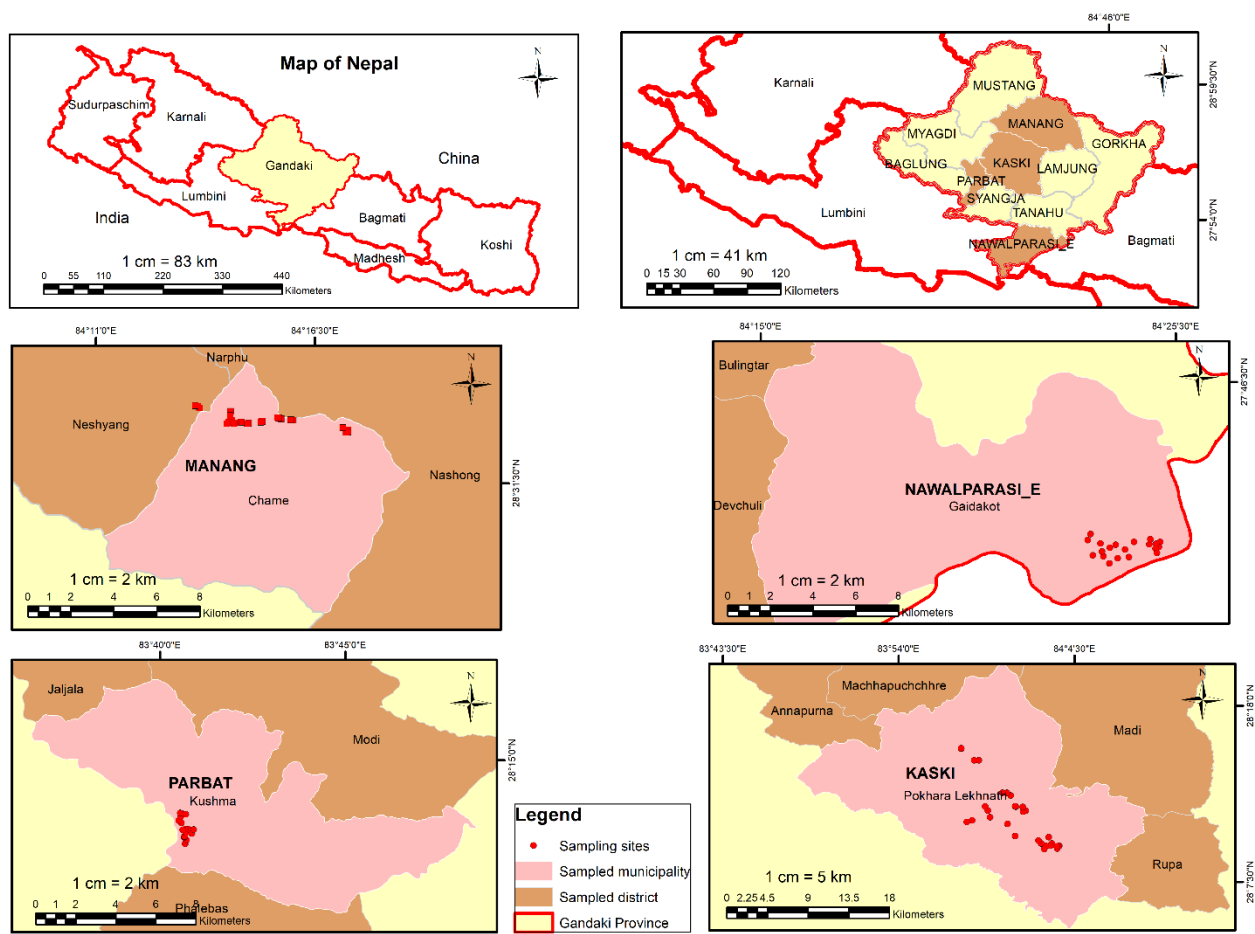 Map of Nepal
N
Sudurpaschim
Karnali
Gandaki
China
Lumbini
India
Bagmati
Koshi
Madhesh
1 cm = 83 km
0 55 110 220 330 440
Kilometers
84°46'0"E
N
Karnali
MUSTANG
MANANG
MYAGDI
GORKHA
BAGLUNG
KASKI
LAMJUNG
PARBAT
SYANGJA
TANAHU
Lumbini
NAWALPARASI_E
Bagmati
28°59'30"N
27°54'0"N
1 cm = 41 km
0 15 30 60 90 120
Kilometers
84°11'0"E
84°16'30"E
N
Narphu
Neshyang
MANANG
Chame
Nashong
28°31'30"N
1 cm = 2 km
0 1 2 4 6 8
Kilometers
84°15'0"E
84°25'30"E
N
Bulingtar
27°46'30"N
NAWALPARASI_E
Gaidakot
Devchuli
1 cm = 2 km
0 2 4 6 8
Kilometers
83°40'0"E
83°45'0"E
N
Jaljala
Modi
28°15'0"N
PARBAT
Kushma
1 cm = 2 km
0 1 2 4 6 8
Kilometers
Phalebas
Legend
Sampling sites
Sampled municipality
Sampled district
Gandaki Province
83°43'30"E
83°54'0"E
84°4'30"E
N
Machhapuchchhre
Annapurna
28°18'0"N
Madi
KASKI
Pokhara Lekhnath
Rupa
28°7'30"N
1 cm = 5 km
0 2.25 4.5 9 13.5 18
Kilometers